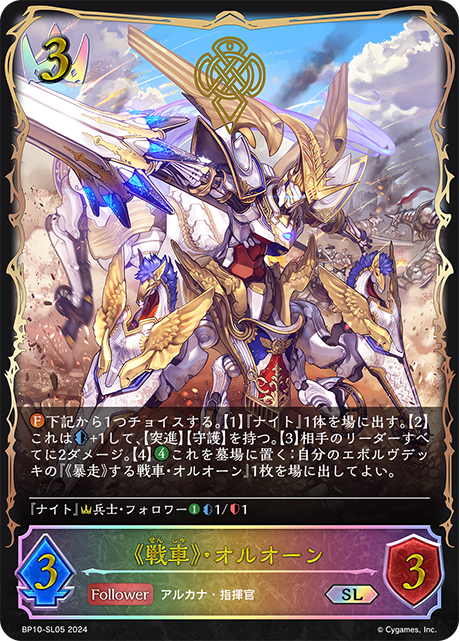 3
F 下記から1つチョイスする。【1】『ナイト』1体を場に出す。【2】
これは+1して、【突進】【守護】を持つ。【3】相手のリーダーすべ
てに2ダメージ。【4】4 これを墓場に置く:自分のエボルヴデッ
キの『《暴走》する戦車・オルオーン』1枚を場に出してよい。
『ナイト』兵士・フォロワー 1 1/1
せん しゃ
《戦車》・オルオーン
3
3
Follower アルカナ・指揮官
SL
BP10-SL05 2024
© Cygames, Inc.